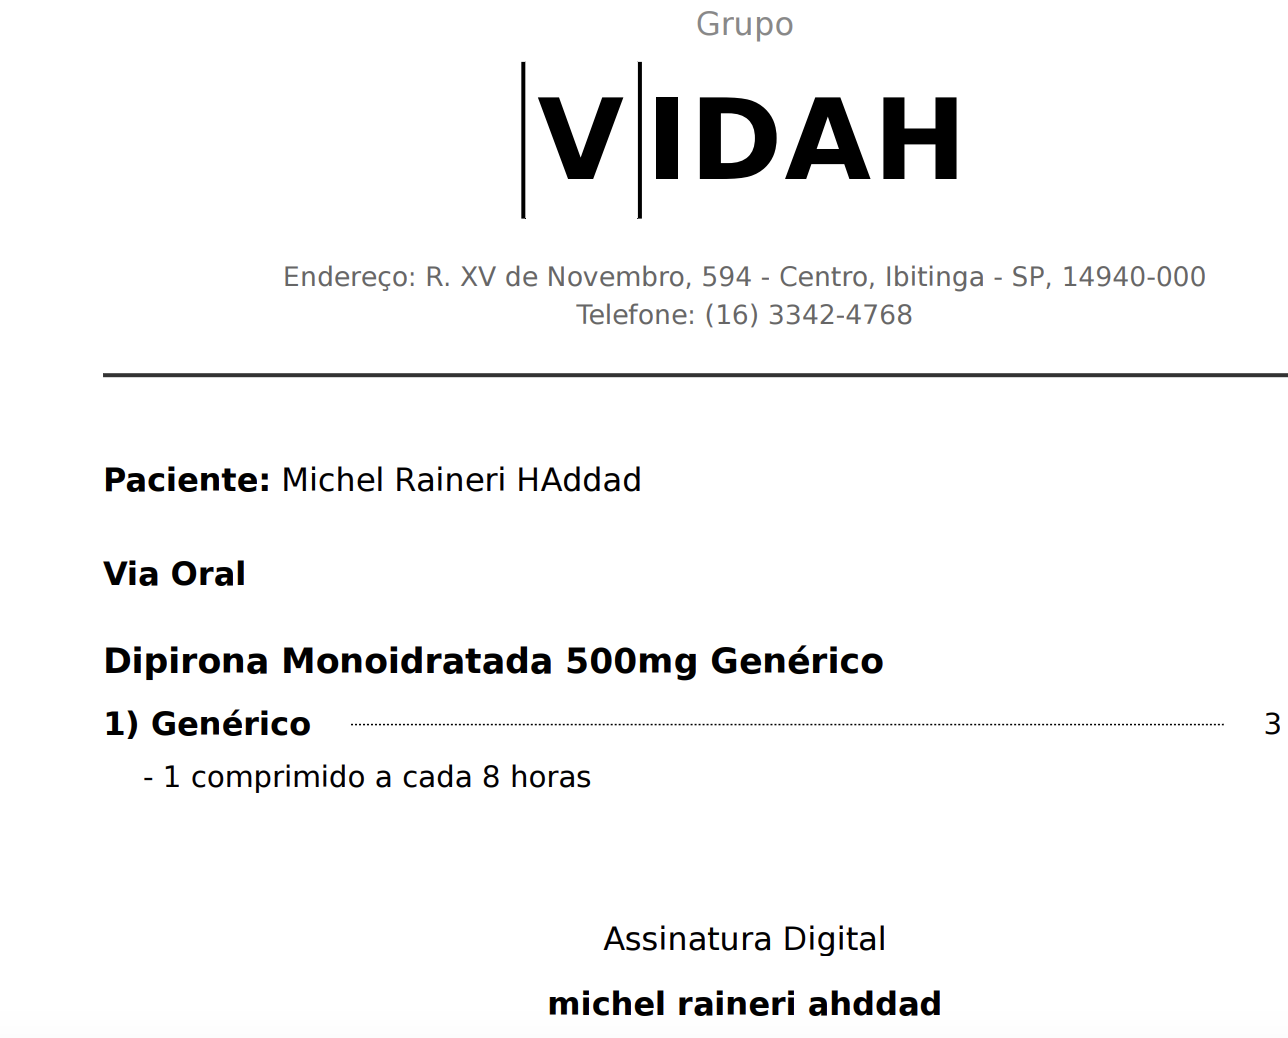 Grupo
VIDAH
Endereço: R. XV de Novembro, 594 - Centro, Ibitinga - SP, 14940-000
Telefone: (16) 3342-4768
Paciente: Michel Raineri HAddad
Via Oral
Dipirona Monoidratada 500mg Genérico
1) Genérico 3
- 1 comprimido a cada 8 horas
Assinatura Digital
michel raineri ahddad